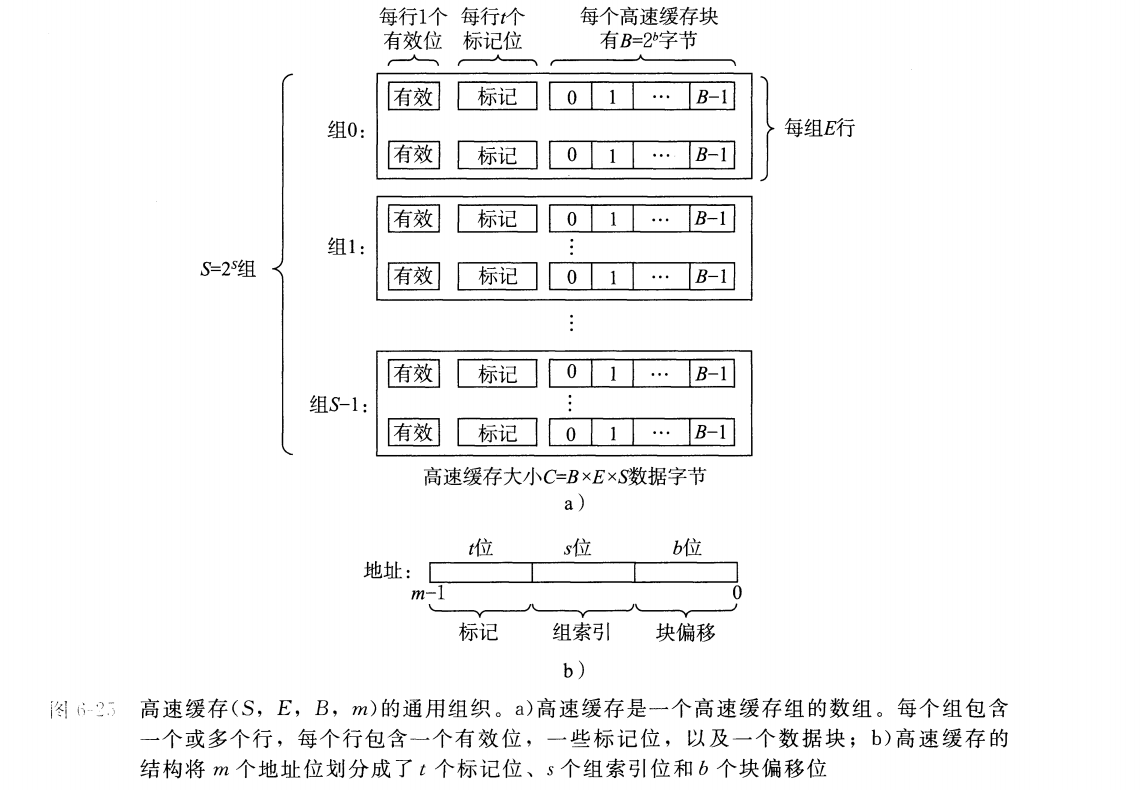 每行1个 每行t个 每个高速缓存块
有效位 标记位 有B=2ᵇ字节
有效 标记 0 1 … B-1
组0: 每组E行
有效 标记 0 1 … B-1
有效 标记 0 1 … B-1
组1: ⋮
S=2ˢ组
有效 标记 0 1 … B-1
⋮
有效 标记 0 1 … B-1
组S-1: ⋮
有效 标记 0 1 … B-1
高速缓存大小C=B×E×S数据字节
a)
t位 s位 b位
地址:
m-1 0
标记 组索引 块偏移
b)
图 6-25 高速缓存(S, E, B, m)的通用组织。a)高速缓存是一个高速缓存组的数组。每个组包含
一个或多个行,每个行包含一个有效位,一些标记位,以及一个数据块;b)高速缓存的
结构将 m 个地址位划分成了 t 个标记位、s 个组索引位和 b 个块偏移位